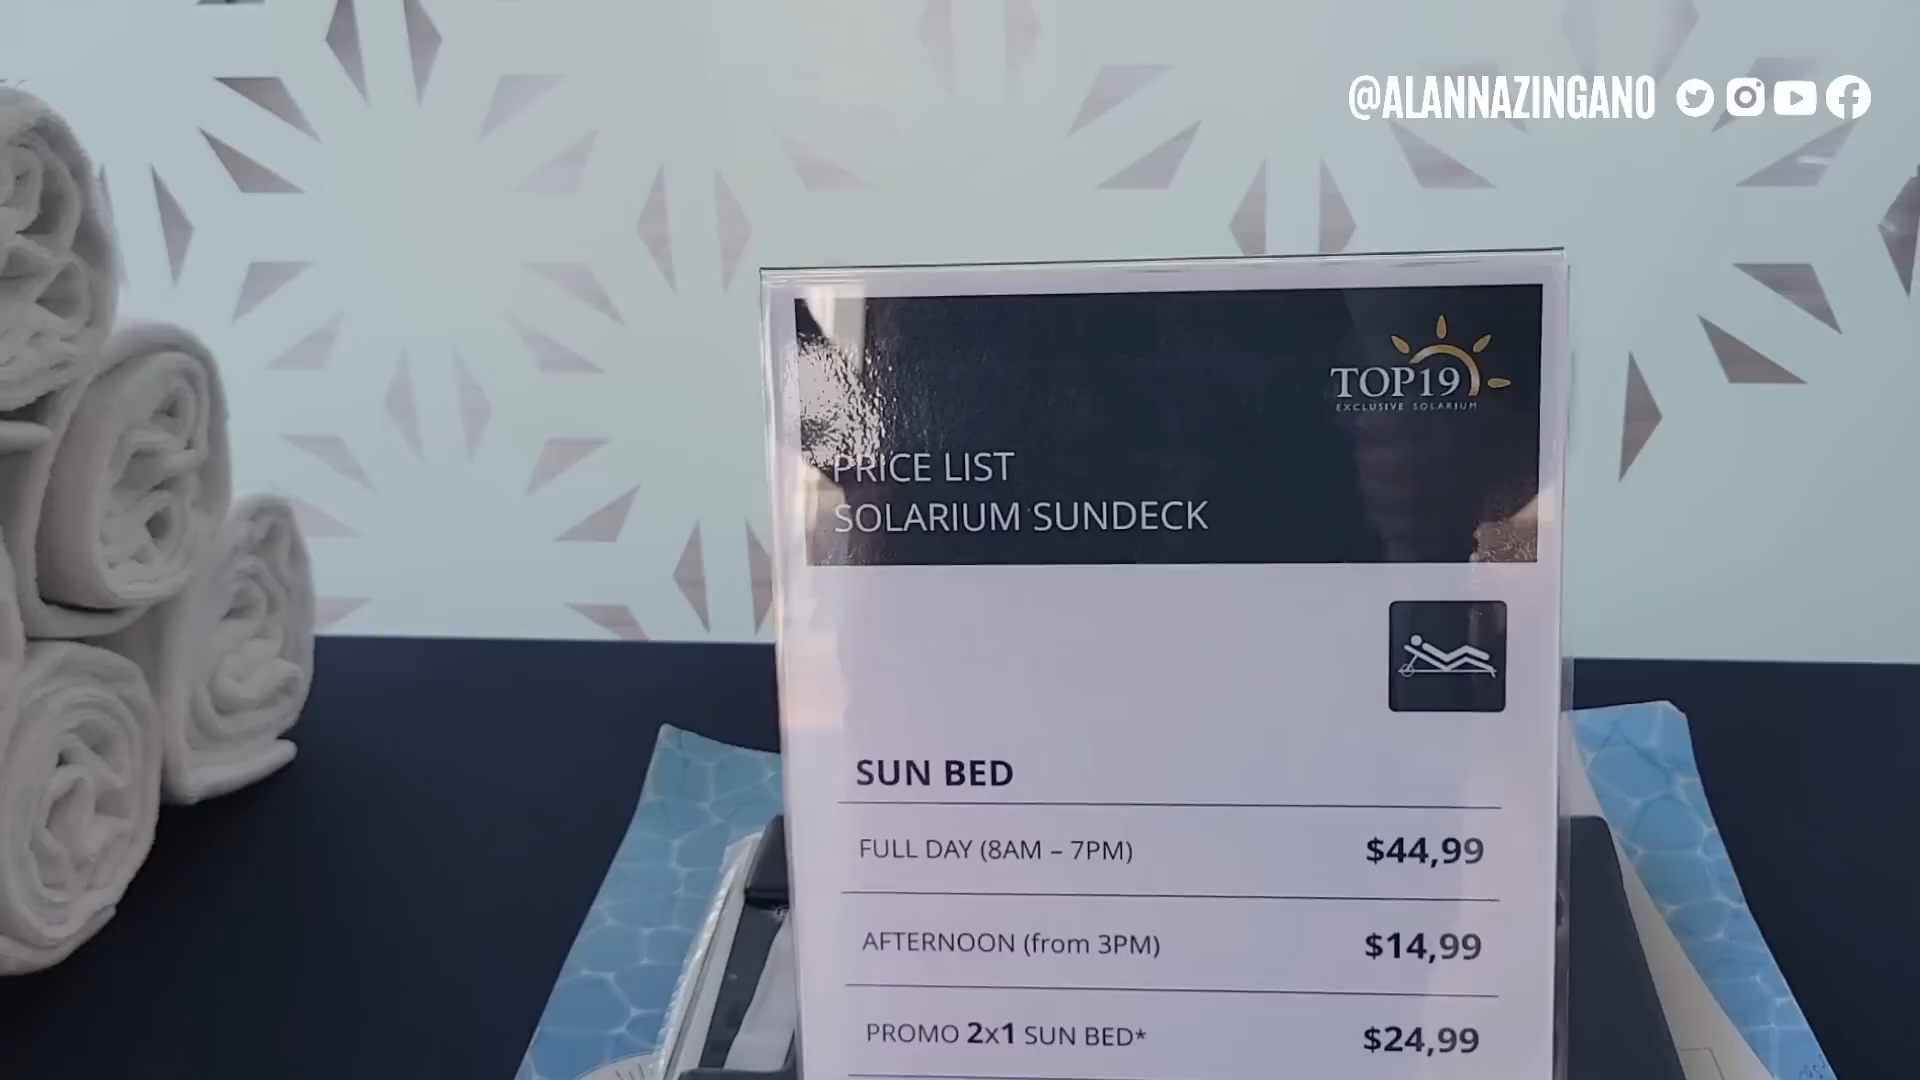 @ALANNAZINGANO
TOP19
EXCLUSIVE SOLARIUM
PRICE LIST
SOLARIUM SUNDECK
SUN BED
FULL DAY (8AM – 7PM) $44,99
AFTERNOON (from 3PM) $14,99
PROMO 2x1 SUN BED* $24,99